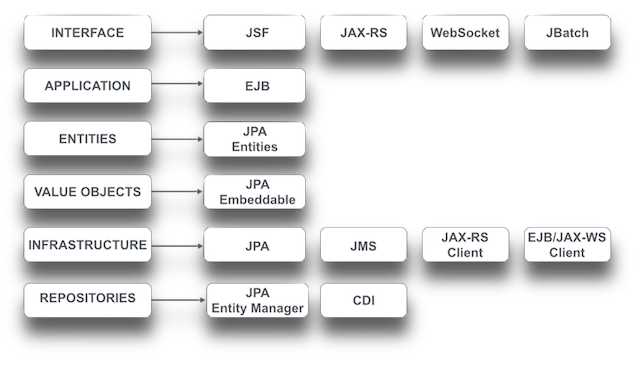 INTERFACE
JSF
JAX-RS
WebSocket
JBatch
APPLICATION
EJB
ENTITIES
JPA
Entities
VALUE OBJECTS
JPA
Embeddable
INFRASTRUCTURE
JPA
JMS
JAX-RS
Client
EJB/JAX-WS
Client
REPOSITORIES
JPA
Entity Manager
CDI